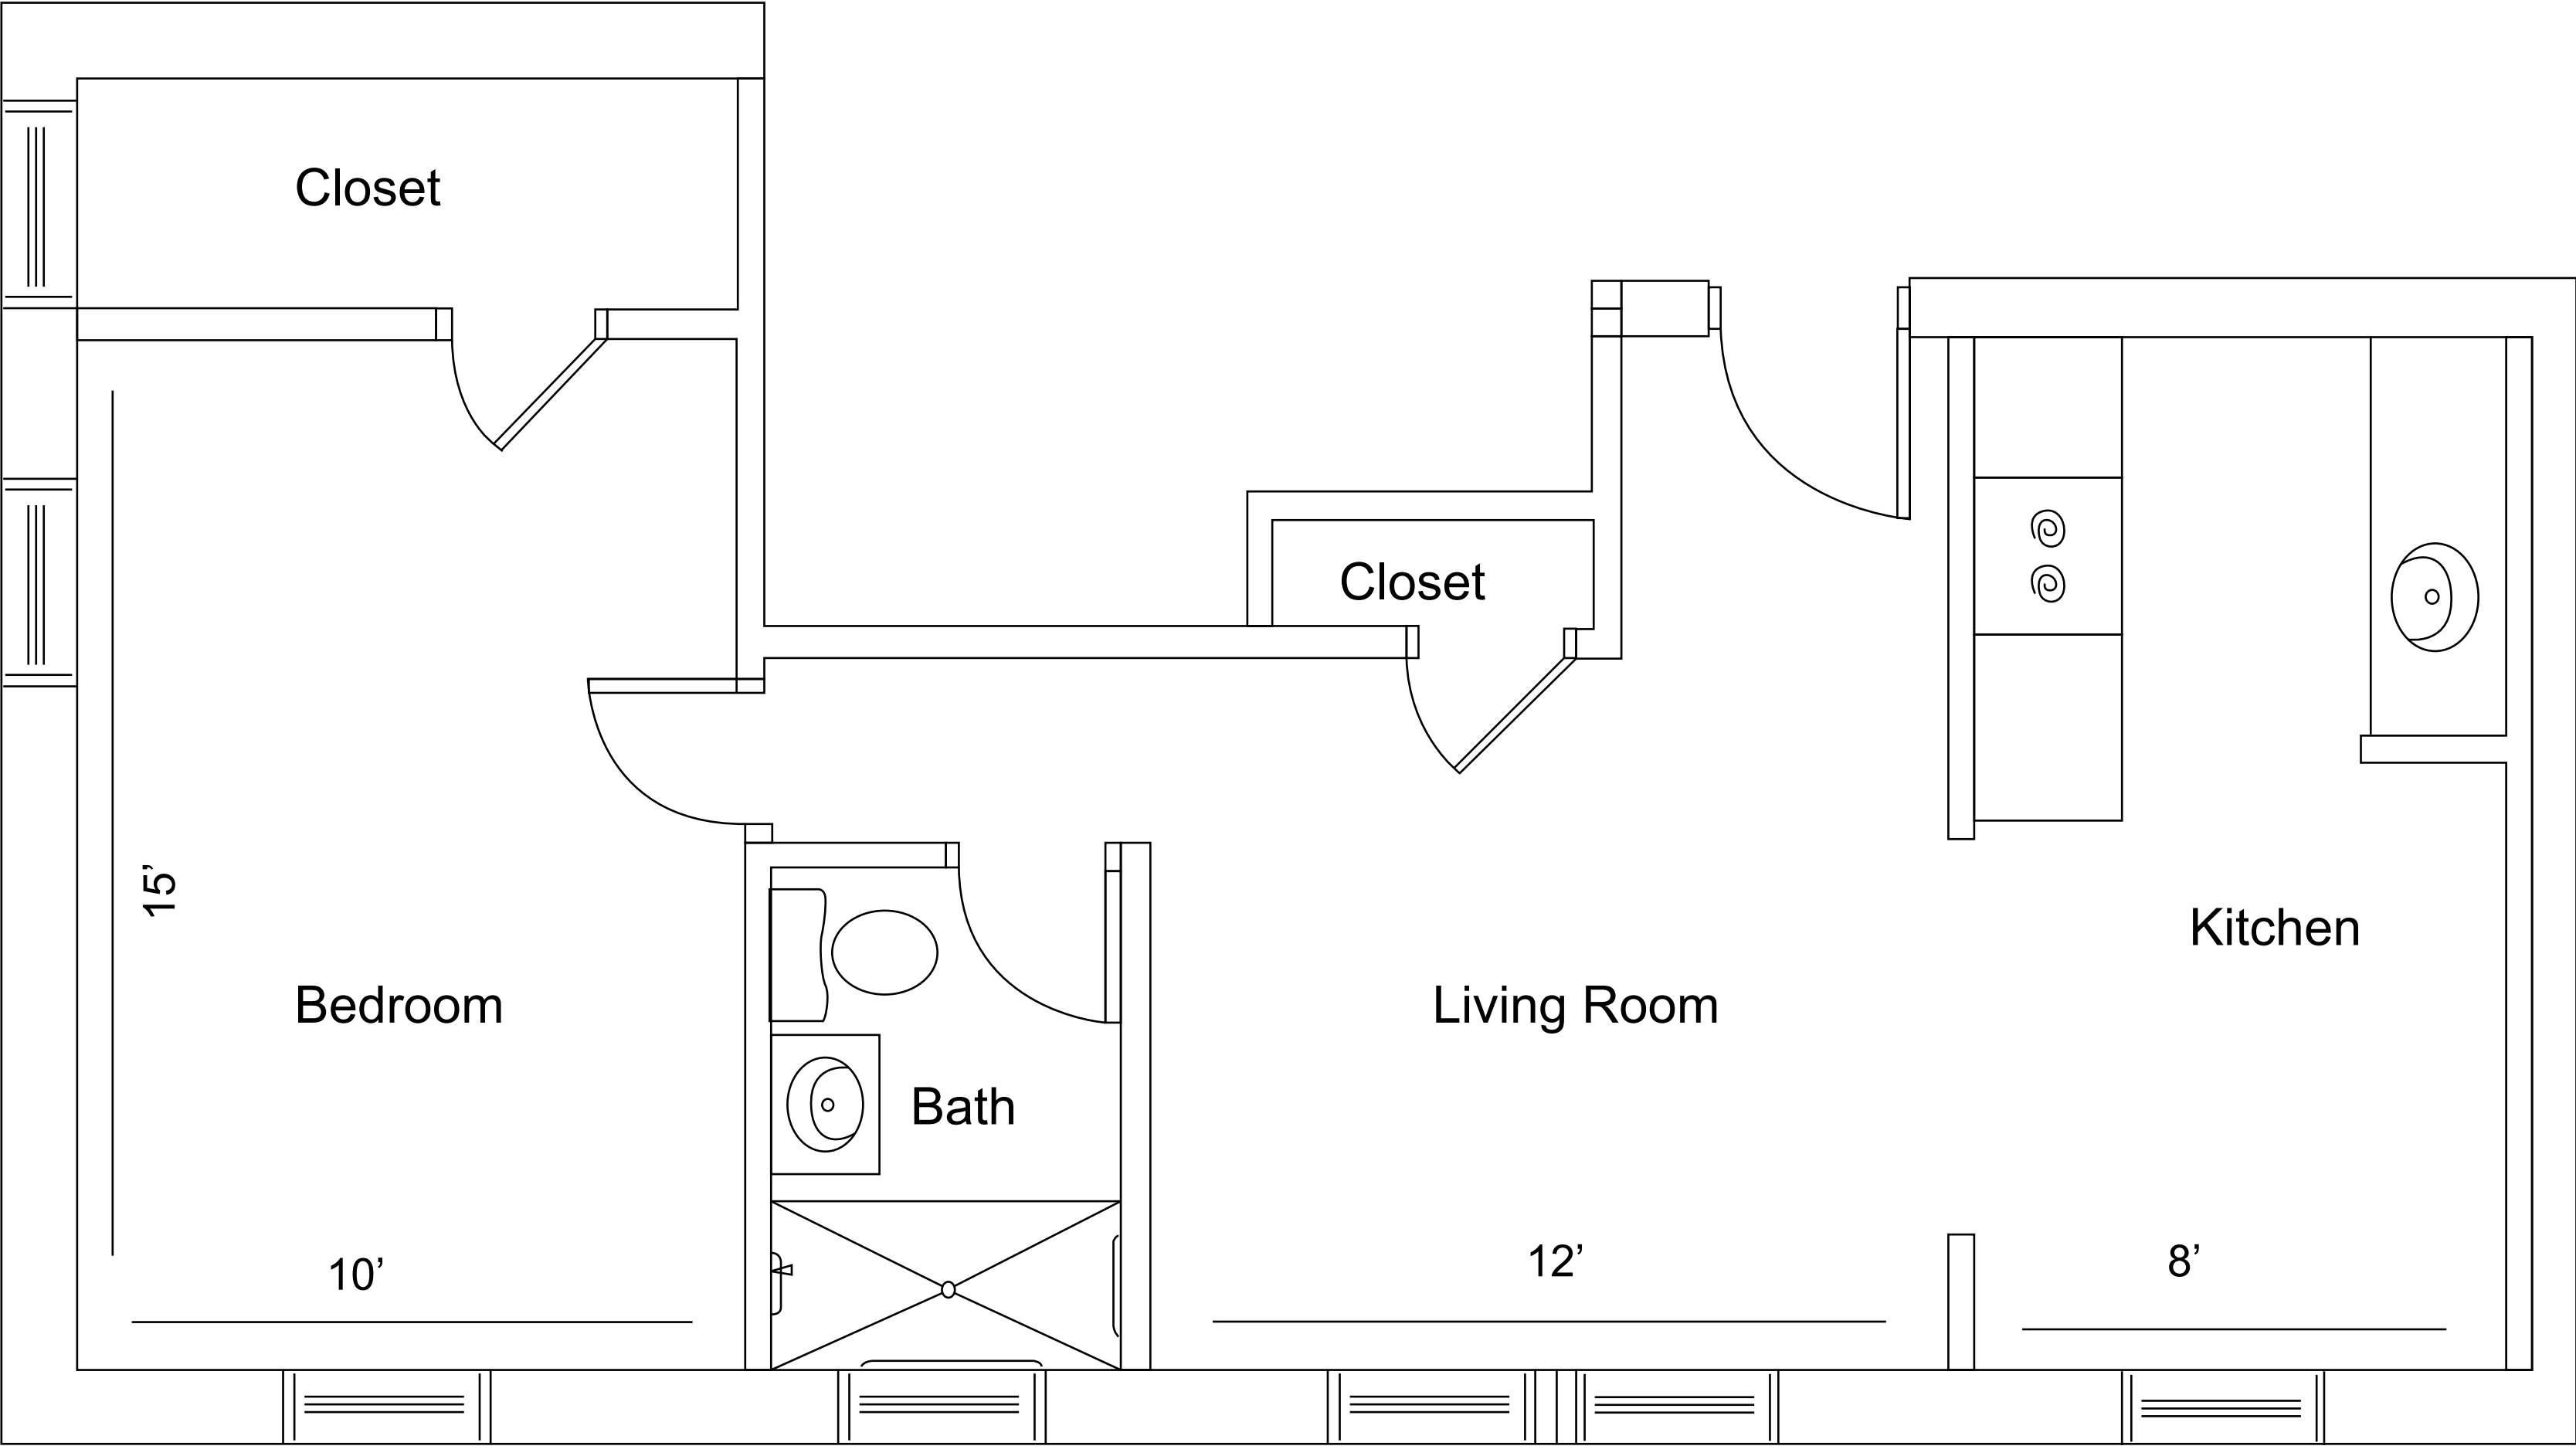 Closet
Closet
15’
Bedroom
Bath
Living Room
Kitchen
10’
12’
8’